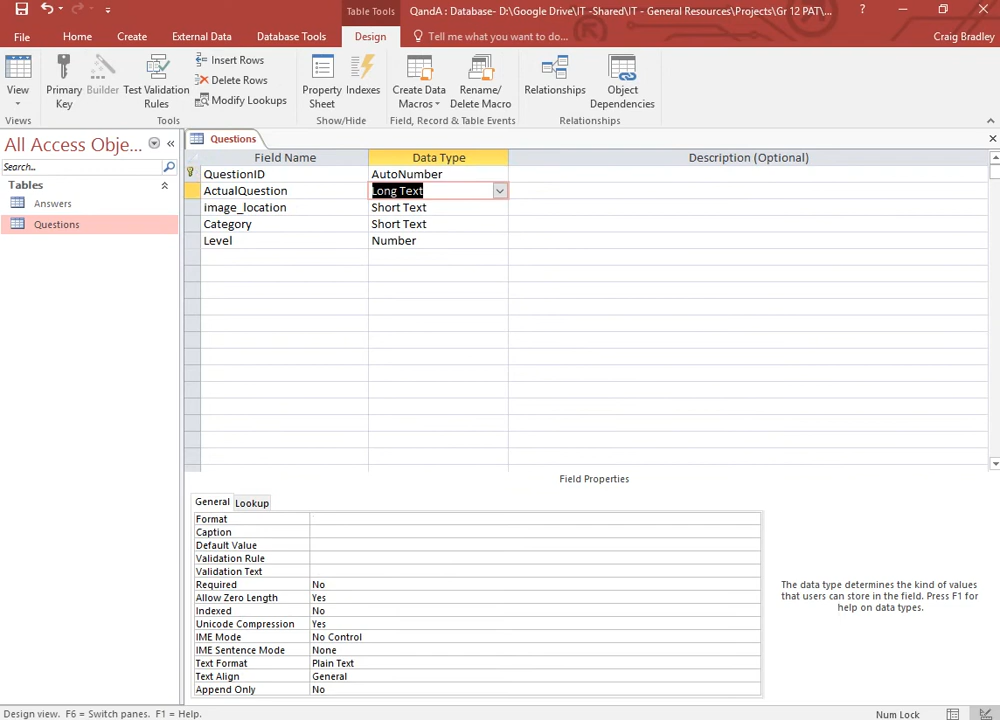 Table Tools
QandA : Database- D:\Google Drive\IT -Shared\IT - General Resources\Projects\Gr 12 PAT\...
?
File
Home
Create
External Data
Database Tools
Design
Tell me what you want to do...
Craig Bradley
View
Primary Key
Builder
Test Validation Rules
Insert Rows
Delete Rows
Modify Lookups
Property Sheet
Indexes
Create Data Macros
Rename/ Delete Macro
Relationships
Object Dependencies
Views
Tools
Show/Hide
Field, Record & Table Events
Relationships
All Access Obje...
Search...
Tables
Answers
Questions
Questions
Field Name Data Type Description (Optional)
QuestionID AutoNumber
ActualQuestion Long Text
image_location Short Text
Category Short Text
Level Number
Field Properties
General Lookup
Format
Caption
Default Value
Validation Rule
Validation Text
Required No
Allow Zero Length Yes
Indexed No
Unicode Compression Yes
IME Mode No Control
IME Sentence Mode None
Text Format Plain Text
Text Align General
Append Only No
The data type determines the kind of values
that users can store in the field. Press F1 for
help on data types.
Design view. F6 = Switch panes. F1 = Help.
Num Lock